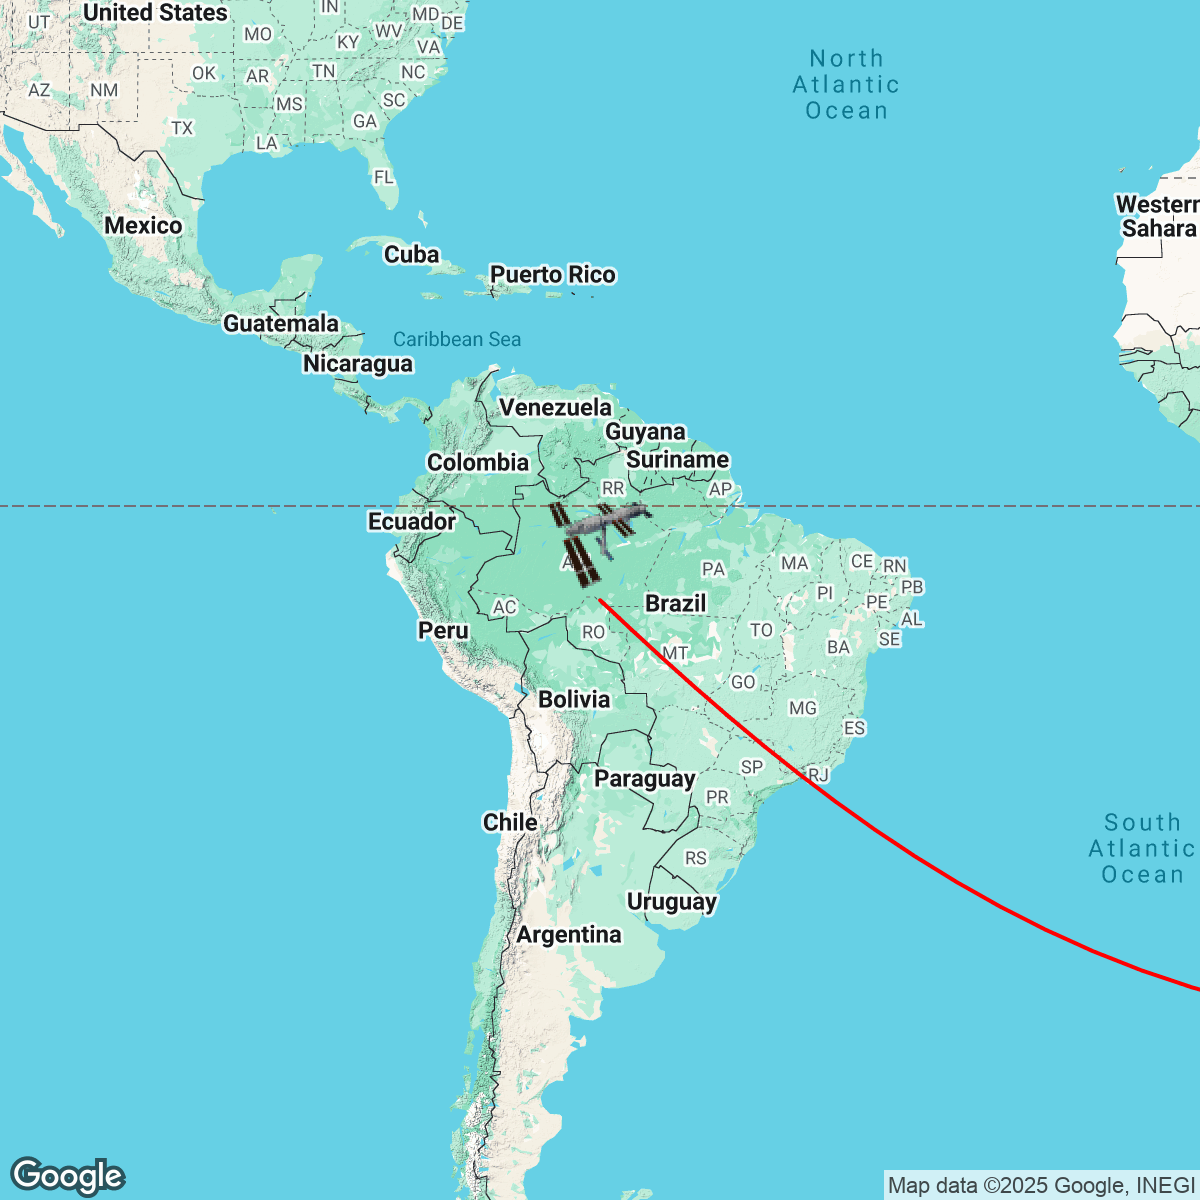 United States
IN
MD
DE
UT
MO
WV
KY
VA
OK
AR
TN
NC
AZ
NM
MS
SC
GA
TX
LA
FL
North
Atlantic
Ocean
Western
Sahara
Mexico
Cuba
Puerto Rico
Guatemala
Caribbean Sea
Nicaragua
Venezuela
Guyana
Colombia
Suriname
RR
AP
Ecuador
PA
MA
CE
RN
PB
PI
PE
AL
AC
Brazil
Peru
RO
TO
SE
MT
BA
GO
Bolivia
MG
ES
SP
RJ
Paraguay
PR
Chile
South
Atlantic
Ocean
RS
Uruguay
Argentina
Google
Map data ©2025 Google, INEGI